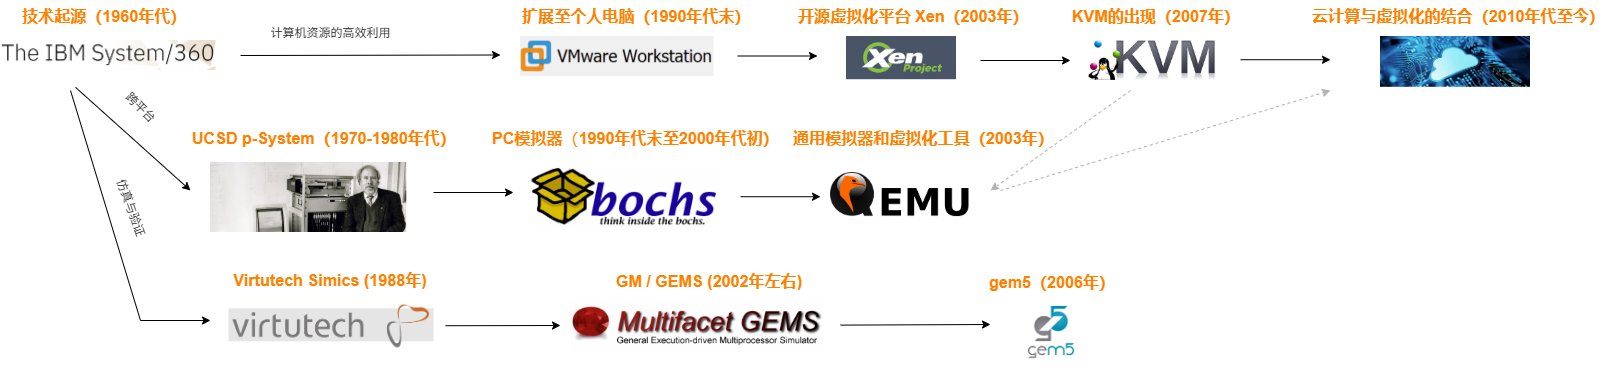 技术起源（1960年代）
扩展至个人电脑（1990年代末）
开源虚拟化平台 Xen（2003年）
KVM的出现（2007年）
云计算与虚拟化的结合（2010年代至今）
The IBM System/360
计算机资源的高效利用
VMware Workstation
Xen
Project
KVM
跨平台
UCSD p-System（1970-1980年代）
PC模拟器（1990年代末至2000年代初）
通用模拟器和虚拟化工具（2003年）
bochs
think inside the bochs.
QEMU
仿真与验证
Virtutech Simics (1988年)
GM / GEMS (2002年左右)
gem5（2006年）
virtutech
Multifacet GEMS
General Execution-driven Multiprocessor Simulator
g5
gem5